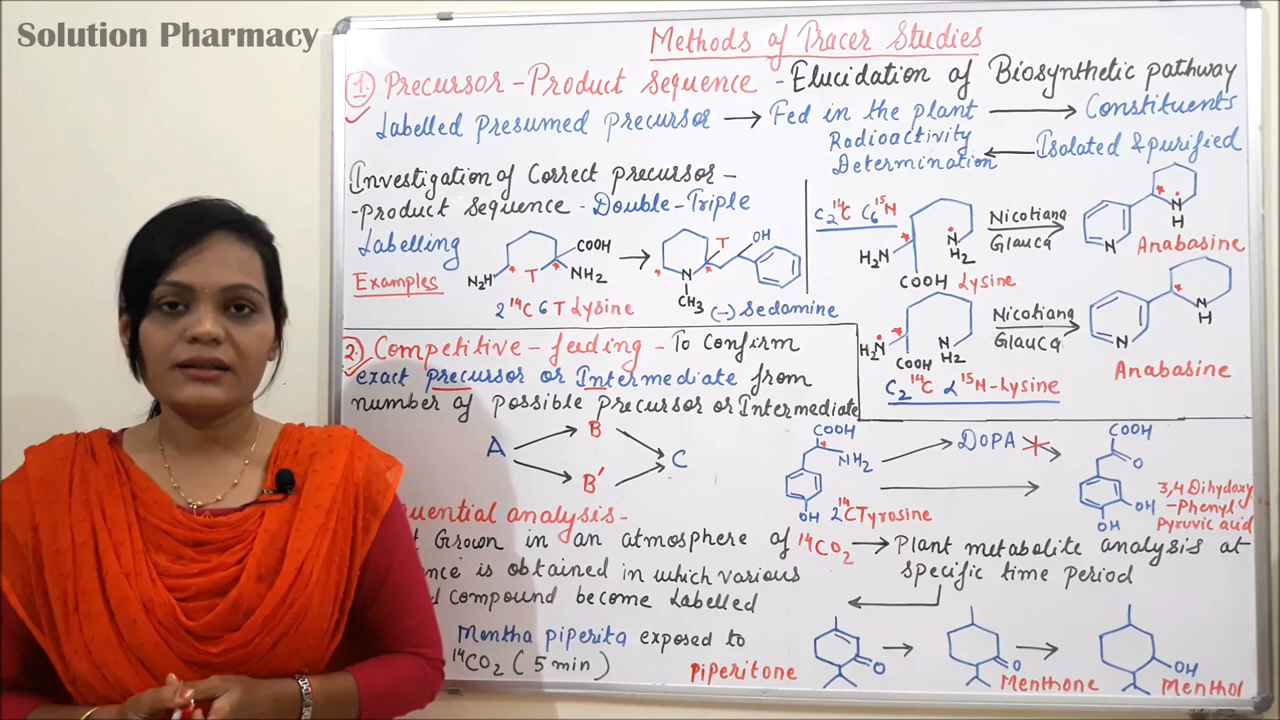 Solution Pharmacy
Methods of Tracer Studies
1. Precursor-Product sequence - Elucidation of Biosynthetic pathway
Labelled presumed precursor → Fed in the plant → Constituents
Isolated & purified
Radioactivity
Determination
Investigation of Correct precursor-
-product sequence - Double-Triple
Labelling
Examples
N2H
COOH
NH2
T
2 14C 6 T Lysine
T
OH
N
CH3
(-) Sedamine
C2 14C C6 15N
H2N
N
H2
COOH Lysine
Nicotiana
Glauca
N
N
H
Anabasine
H2N
COOH
N
H2
C2 14C α 15N-Lysine
Nicotiana
Glauca
N
N
H
Anabasine
2. Competitive-feeding - To Confirm
exact precursor or Intermediate from
number of possible precursor or Intermediate
A
B
B'
C
COOH
NH2
OH
2 14C Tyrosine
DOPA
COOH
O
OH
OH
3,4 Dihydoxy
-Phenyl
Pyruvic acid
uential analysis-
t Grown in an atmosphere of 14CO2 → Plant metabolite analysis at
specific time period
nce is obtained in which various
d compound become Labelled
Mentha piperita exposed to
14CO2 (5 min)
Piperitone
O
O
Menthone
OH
Menthol